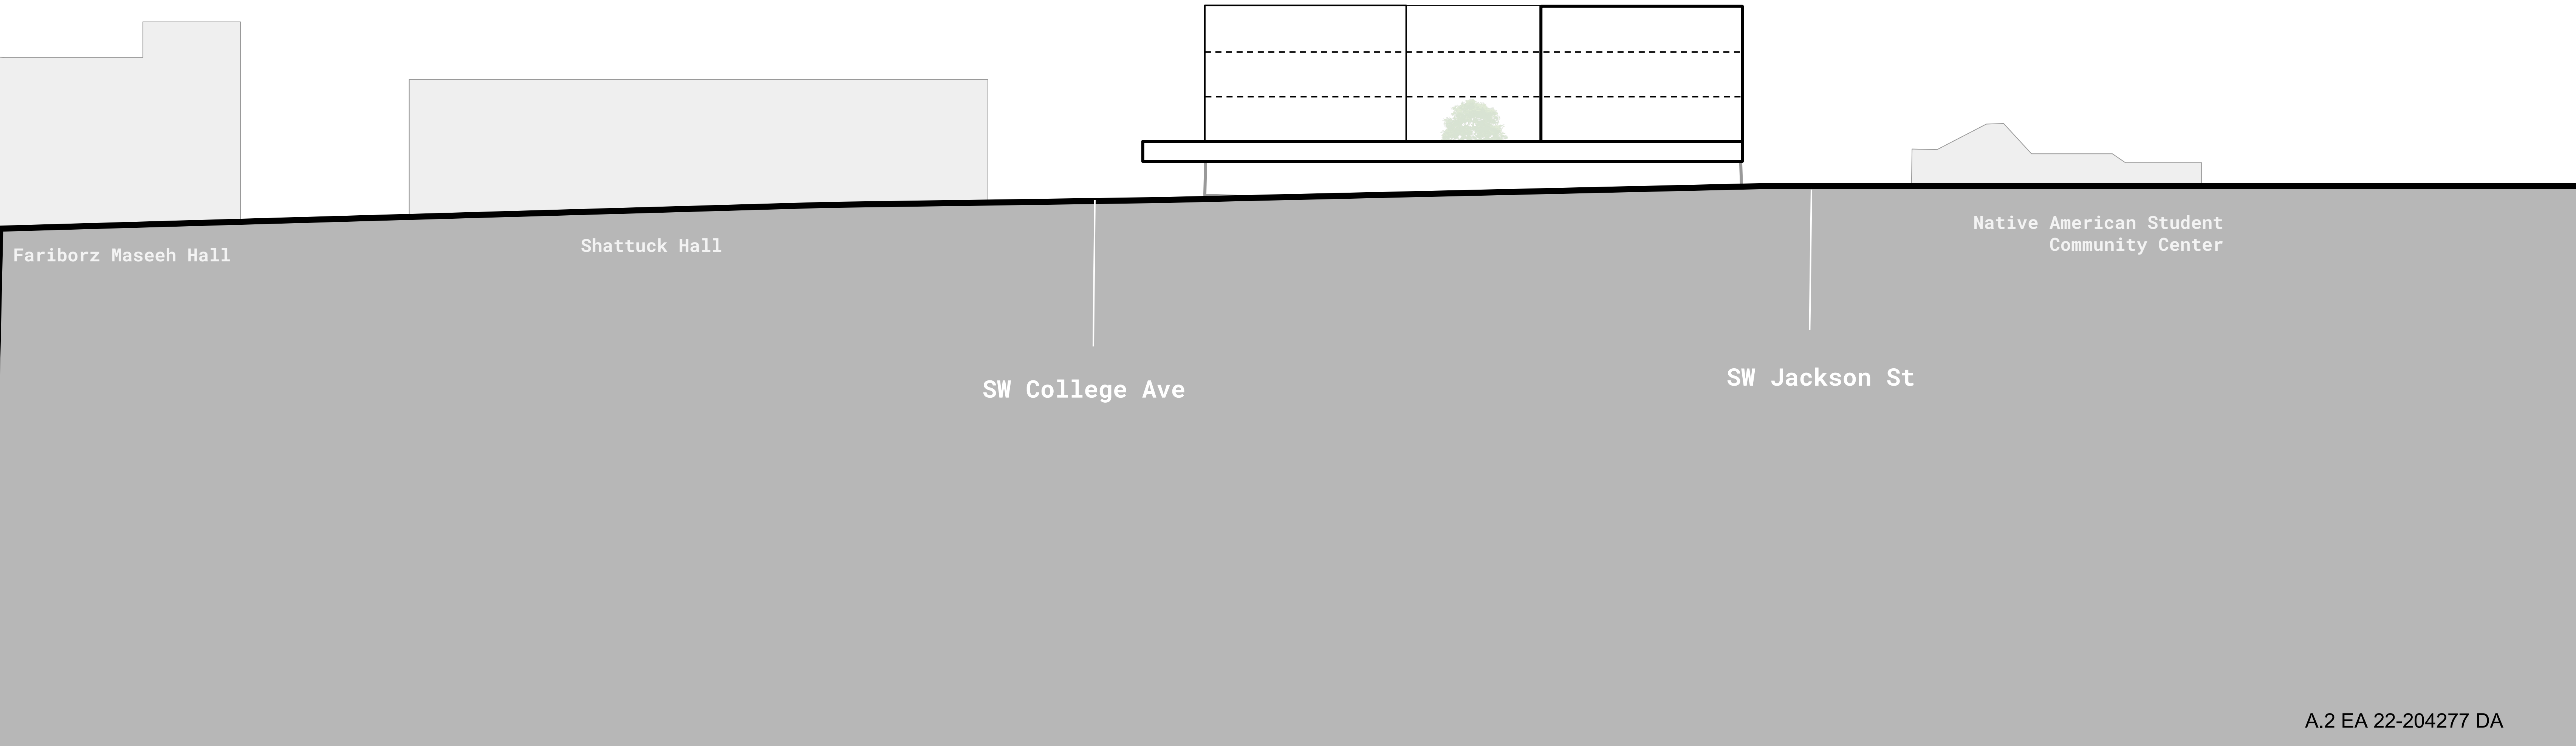 Fariborz Maseeh Hall
Shattuck Hall
Native American Student
Community Center
SW College Ave
SW Jackson St
A.2 EA 22-204277 DA